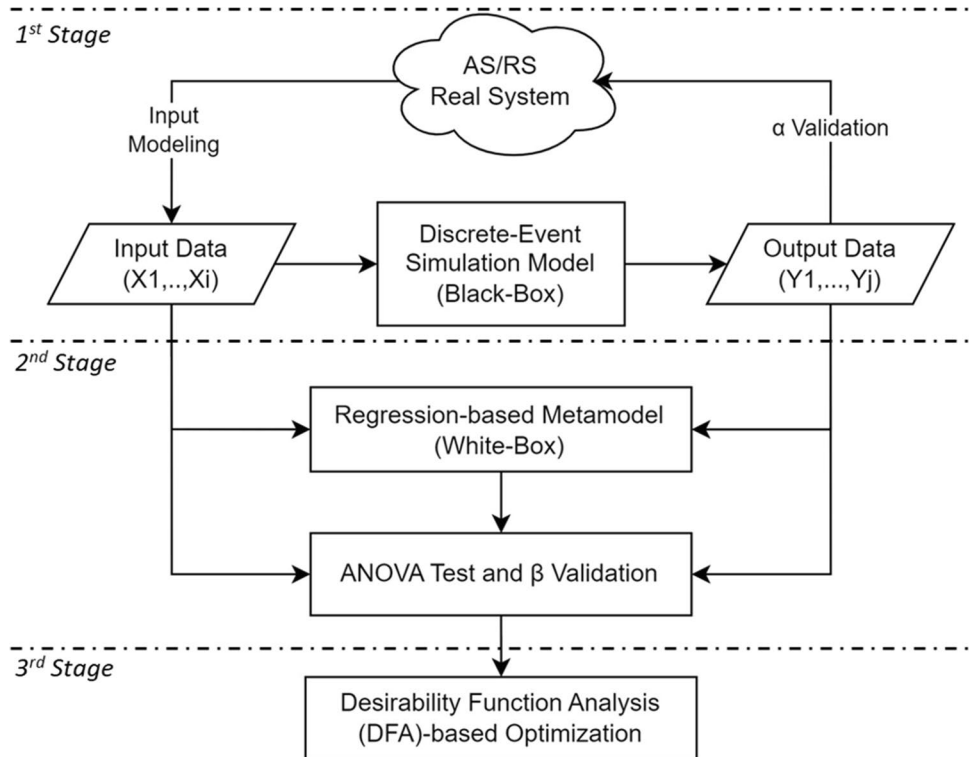 1st Stage
AS/RS
Real System
Input
Modeling
α Validation
Input Data
(X1,..,Xi)
Discrete-Event
Simulation Model
(Black-Box)
Output Data
(Y1,...,Yj)
2nd Stage
Regression-based Metamodel
(White-Box)
ANOVA Test and β Validation
3rd Stage
Desirability Function Analysis
(DFA)-based Optimization